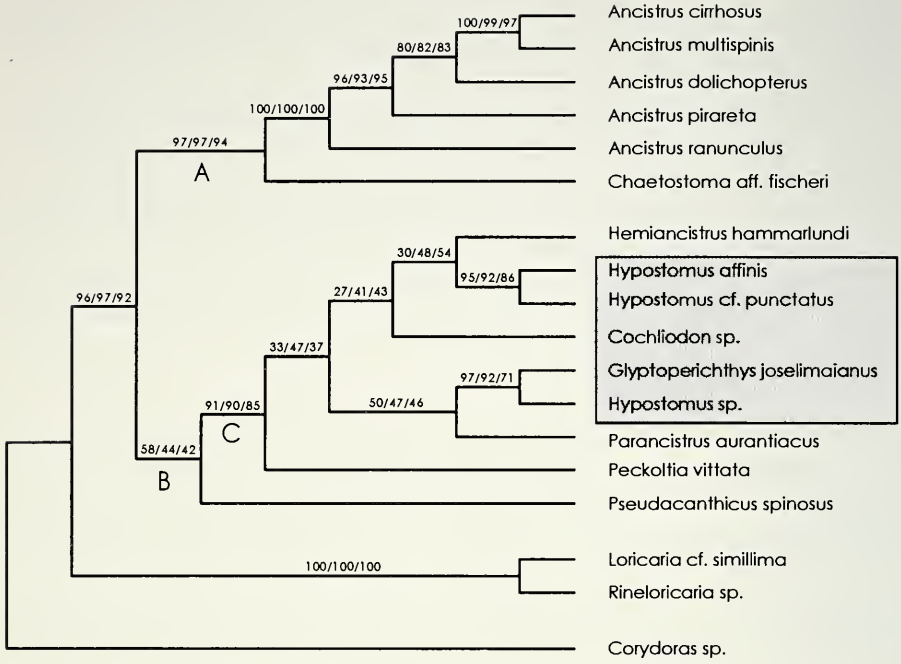 Ancistrus cirrhosus
100/99/97
Ancistrus multispinis
80/82/83
Ancistrus dolichopterus
96/93/95
Ancistrus pirareta
100/100/100
Ancistrus ranunculus
97/97/94
A
Chaetostoma aff. fischeri
Hemiancistrus hammarlundi
30/48/54
Hypostomus affinis
95/92/86
Hypostomus cf. punctatus
27/41/43
96/97/92
Cochliodon sp.
33/47/37
Glyptoperichthys joselimaianus
97/92/71
Hypostomus sp.
50/47/46
91/90/85
C
Parancistrus aurantiacus
58/44/42
Peckoltia vittata
B
Pseudacanthicus spinosus
Loricaria cf. simillima
100/100/100
Rineloricaria sp.
Corydoras sp.